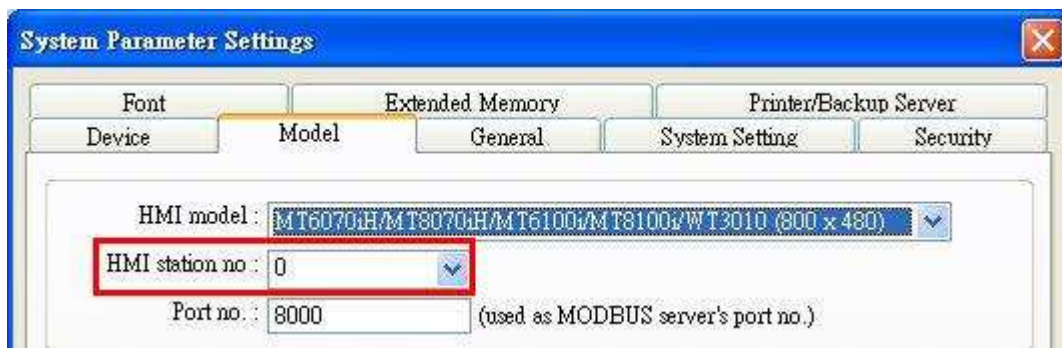 System Parameter Settings
Font Extended Memory Printer/Backup Server
Device Model General System Setting Security
HMI model : MT6070iH/MT8070iH/MT6100i/MT8100i/WT3010 (800 x 480)
HMI station no : 0
Port no. : 8000 (used as MODBUS server's port no.)